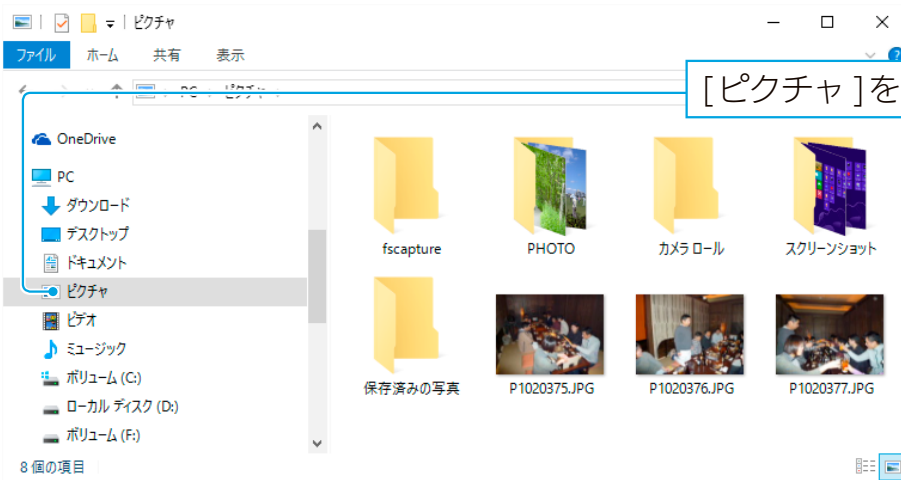 ピクチャ
ファイル ホーム 共有 表示
PC ピクチャ
[ピクチャ]を
OneDrive
PC
ダウンロード
デスクトップ
ドキュメント
ピクチャ
ビデオ
ミュージック
ボリューム (C:)
ローカル ディスク (D:)
ボリューム (F:)
fscapture PHOTO カメラ ロール スクリーンショット
保存済みの写真 P1020375.JPG P1020376.JPG P1020377.JPG
8 個の項目